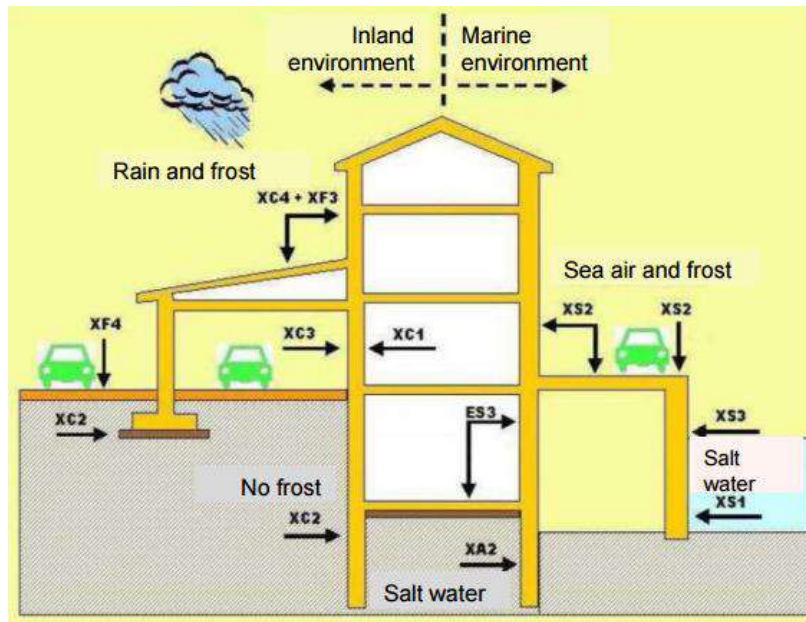 Inland
environment
Marine
environment
Rain and frost
XC4 + XF3
Sea air and frost
XS2
XS2
XF4
XC3
XC1
XC2
ES3
XS3
Salt
water
No frost
XS1
XC2
XA2
Salt water